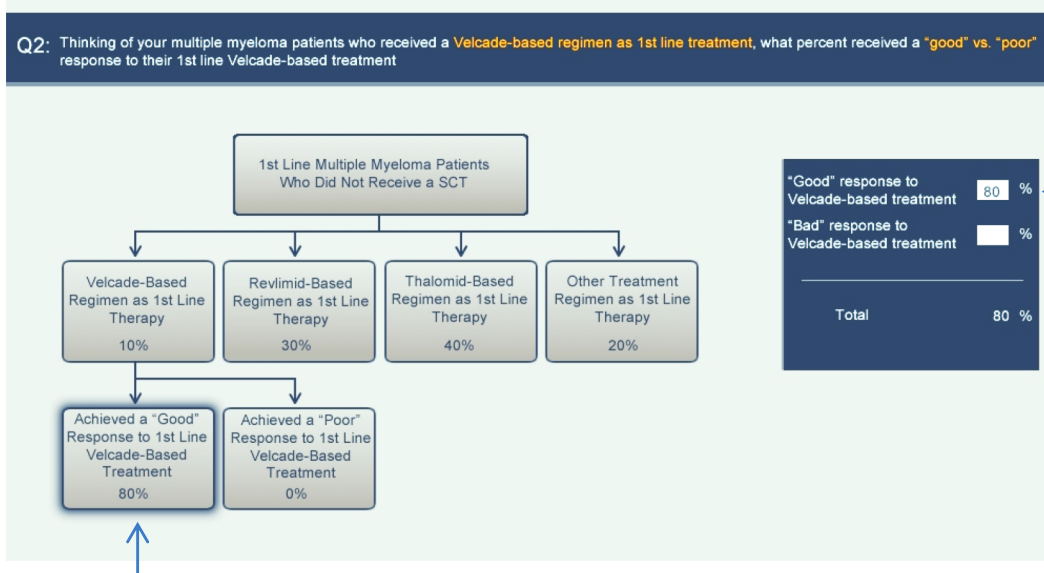 Q2: Thinking of your multiple myeloma patients who received a Velcade-based regimen as 1st line treatment, what percent received a “good” vs. “poor”
response to their 1st line Velcade-based treatment
1st Line Multiple Myeloma Patients
Who Did Not Receive a SCT
“Good” response to
Velcade-based treatment
80 %
“Bad” response to
Velcade-based treatment
%
Total 80 %
Velcade-Based
Regimen as 1st Line
Therapy
10%
Revlimid-Based
Regimen as 1st Line
Therapy
30%
Thalomid-Based
Regimen as 1st Line
Therapy
40%
Other Treatment
Regimen as 1st Line
Therapy
20%
Achieved a “Good”
Response to 1st Line
Velcade-Based
Treatment
80%
Achieved a “Poor”
Response to 1st Line
Velcade-Based
Treatment
0%